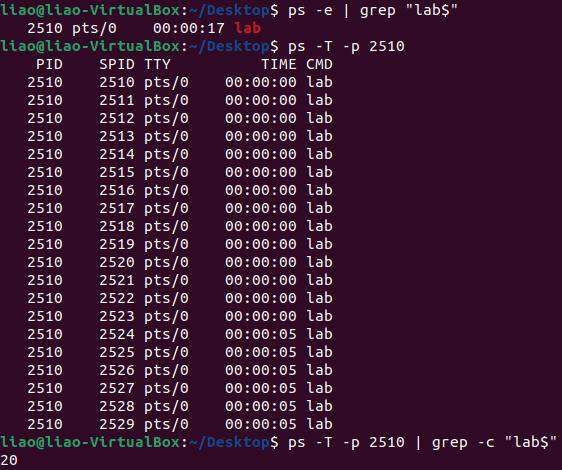 liao@liao-VirtualBox:~/Desktop$ ps -e | grep "lab$"
   2510 pts/0    00:00:17 lab
liao@liao-VirtualBox:~/Desktop$ ps -T -p 2510
    PID    SPID TTY          TIME CMD
   2510    2510 pts/0    00:00:00 lab
   2510    2511 pts/0    00:00:00 lab
   2510    2512 pts/0    00:00:00 lab
   2510    2513 pts/0    00:00:00 lab
   2510    2514 pts/0    00:00:00 lab
   2510    2515 pts/0    00:00:00 lab
   2510    2516 pts/0    00:00:00 lab
   2510    2517 pts/0    00:00:00 lab
   2510    2518 pts/0    00:00:00 lab
   2510    2519 pts/0    00:00:00 lab
   2510    2520 pts/0    00:00:00 lab
   2510    2521 pts/0    00:00:00 lab
   2510    2522 pts/0    00:00:00 lab
   2510    2523 pts/0    00:00:00 lab
   2510    2524 pts/0    00:00:05 lab
   2510    2525 pts/0    00:00:05 lab
   2510    2526 pts/0    00:00:05 lab
   2510    2527 pts/0    00:00:05 lab
   2510    2528 pts/0    00:00:05 lab
   2510    2529 pts/0    00:00:05 lab
liao@liao-VirtualBox:~/Desktop$ ps -T -p 2510 | grep -c "lab$"
20